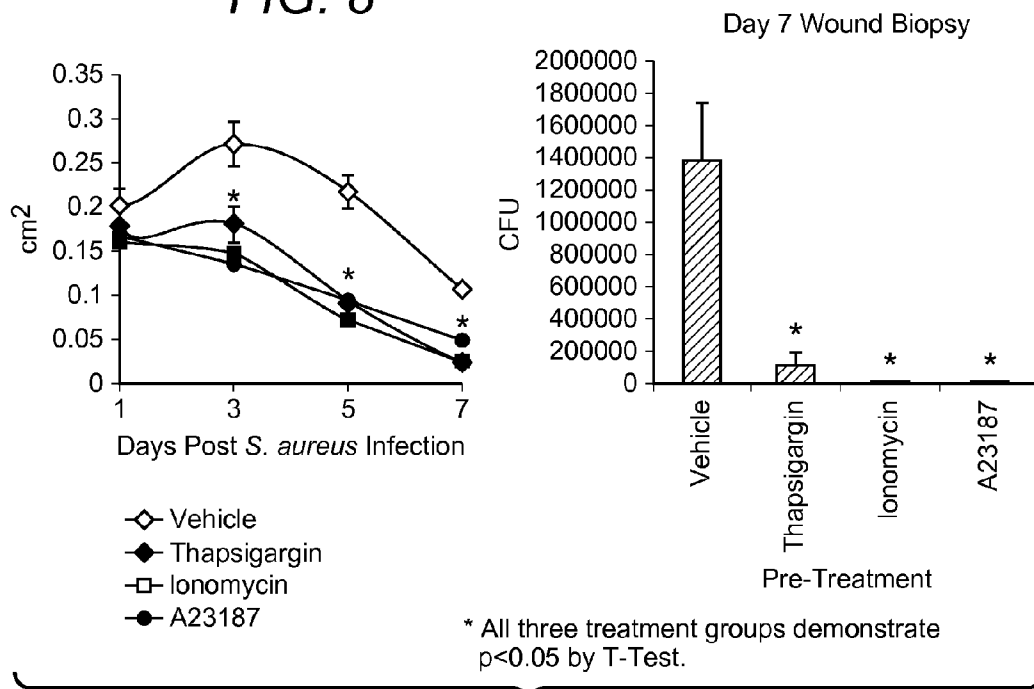 FIG. 8
Day 7 Wound Biopsy
0.35
0.3
0.25
0.2
0.15
0.1
0.05
0
cm2
1 3 5 7
Days Post S. aureus Infection
* * *
Vehicle
Thapsigargin
Ionomycin
A23187
2000000
1800000
1600000
1400000
1200000
1000000
800000
600000
400000
200000
0
CFU
* * *
Vehicle
Thapsigargin
Ionomycin
A23187
Pre-Treatment
* All three treatment groups demonstrate
p<0.05 by T-Test.